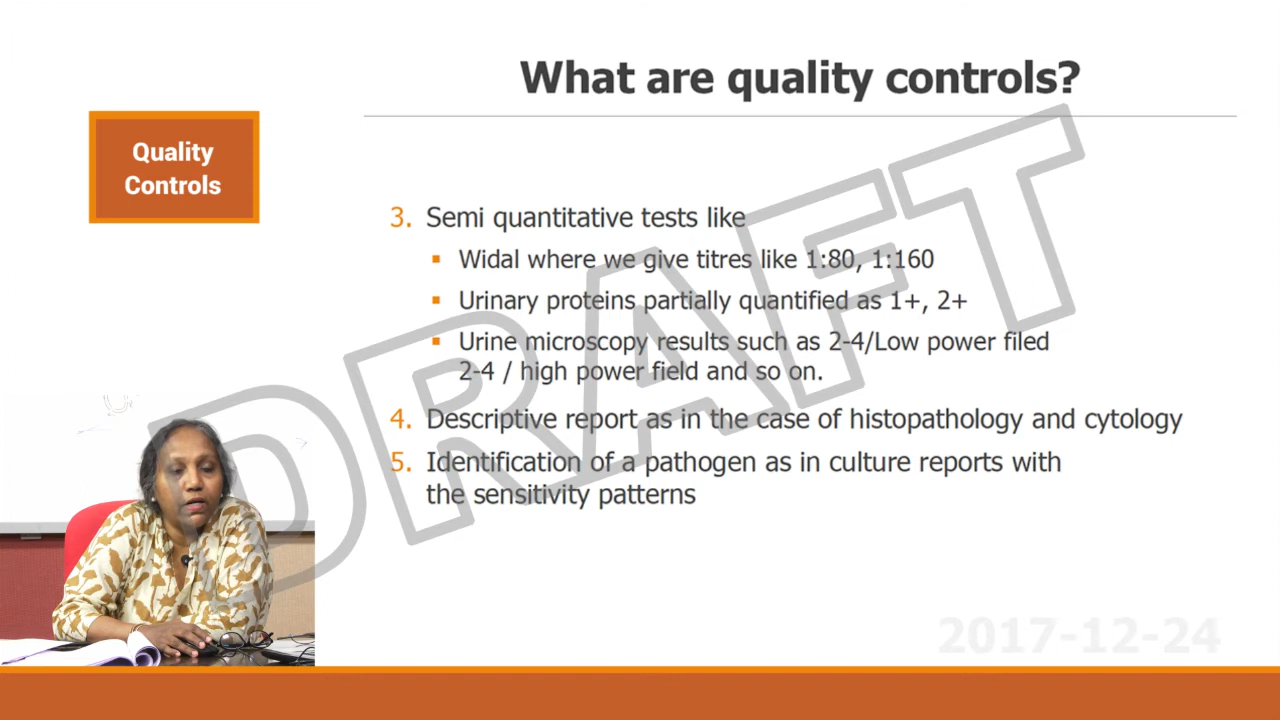 What are quality controls?
Quality
Controls
3. Semi quantitative tests like
▪ Widal where we give titres like 1:80, 1:160
▪ Urinary proteins partially quantified as 1+, 2+
▪ Urine microscopy results such as 2-4/Low power filed
2-4 / high power field and so on.
4. Descriptive report as in the case of histopathology and cytology
5. Identification of a pathogen as in culture reports with
the sensitivity patterns
DRAFT
2017-12-24